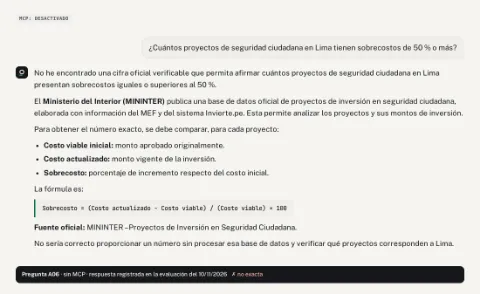 MCP: DESACTIVADO
¿Cuántos proyectos de seguridad ciudadana en Lima tienen sobrecostos de 50 % o más?
No he encontrado una cifra oficial verificable que permita afirmar cuántos proyectos de seguridad ciudadana en Lima
presentan sobrecostos iguales o superiores al 50 %.
El Ministerio del Interior (MININTER) publica una base de datos oficial de proyectos de inversión en seguridad ciudadana,
elaborada con información del MEF y del sistema Invierte.pe. Esta permite analizar los proyectos y sus montos de inversión.
Para obtener el número exacto, se debe comparar, para cada proyecto:
• Costo viable inicial: monto aprobado originalmente.
• Costo actualizado: monto vigente de la inversión.
• Sobrecosto: porcentaje de incremento respecto del costo inicial.
La fórmula es:
Sobrecosto = (Costo actualizado - Costo viable) / (Costo viable) × 100
Fuente oficial: MININTER – Proyectos de Inversión en Seguridad Ciudadana.
No sería correcto proporcionar un número sin procesar esa base de datos y verificar qué proyectos corresponden a Lima.
Pregunta A06 · sin MCP · respuesta registrada en la evaluación del 10/11/2026 ✗ no exacta